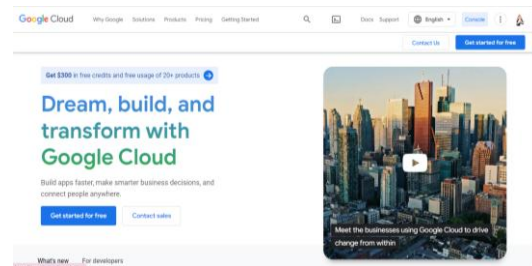 Google Cloud Why Google Solutions Products Pricing Getting Started Docs Support English Console
Contact Us Get started for free
Get $300 in free credits and free usage of 20+ products
Dream, build, and
transform with
Google Cloud
Build apps faster, make smarter business decisions, and
connect people anywhere.
Get started for free Contact sales
Meet the businesses using Google Cloud to drive
change from within
What's new For developers